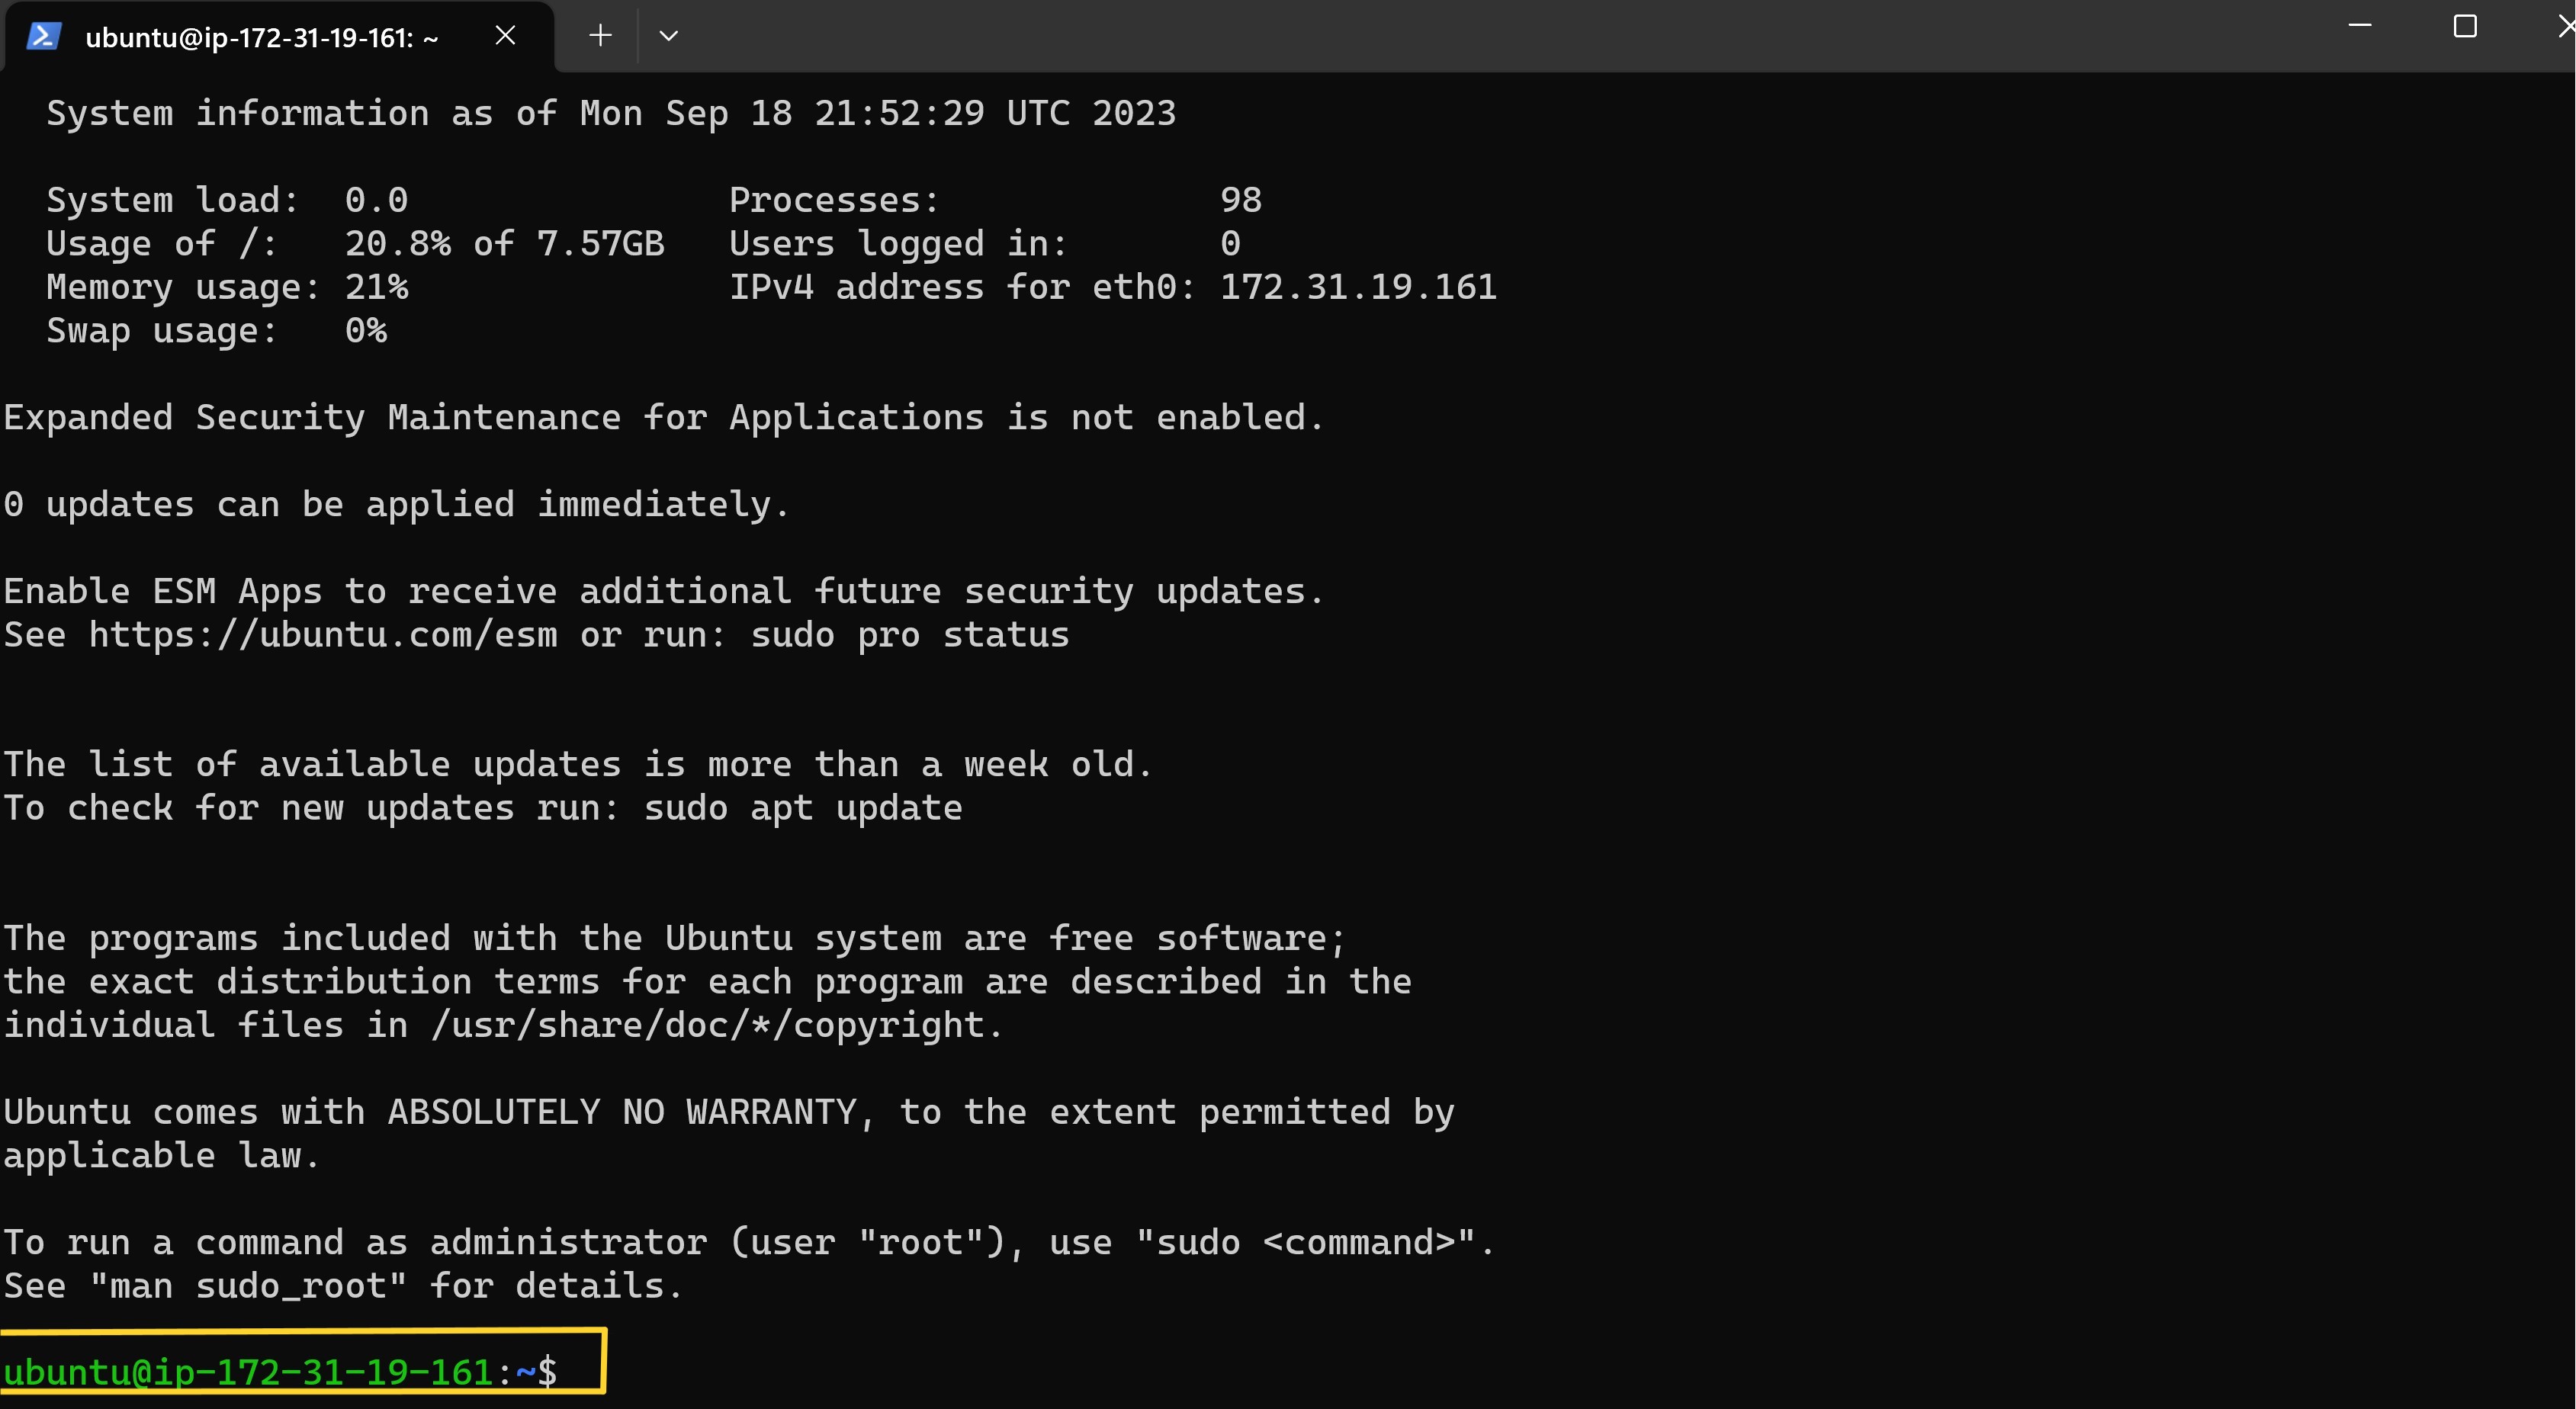 ubuntu@ip-172-31-19-161: ~
System information as of Mon Sep 18 21:52:29 UTC 2023
System load:  0.0               Processes:             98
Usage of /:   20.8% of 7.57GB   Users logged in:       0
Memory usage: 21%               IPv4 address for eth0: 172.31.19.161
Swap usage:   0%
Expanded Security Maintenance for Applications is not enabled.
0 updates can be applied immediately.
Enable ESM Apps to receive additional future security updates.
See https://ubuntu.com/esm or run: sudo pro status
The list of available updates is more than a week old.
To check for new updates run: sudo apt update
The programs included with the Ubuntu system are free software;
the exact distribution terms for each program are described in the
individual files in /usr/share/doc/*/copyright.
Ubuntu comes with ABSOLUTELY NO WARRANTY, to the extent permitted by
applicable law.
To run a command as administrator (user "root"), use "sudo <command>".
See "man sudo_root" for details.
ubuntu@ip-172-31-19-161:~$